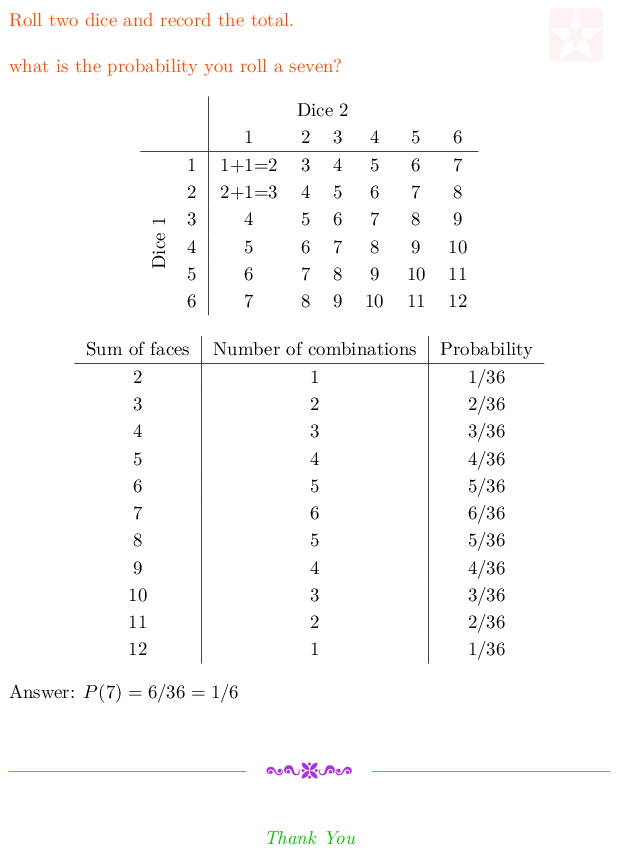 Roll two dice and record the total.
what is the probability you roll a seven?
Dice 2
1 2 3 4 5 6
Dice 1
1 1+1=2 3 4 5 6 7
2 2+1=3 4 5 6 7 8
3 4 5 6 7 8 9
4 5 6 7 8 9 10
5 6 7 8 9 10 11
6 7 8 9 10 11 12
Sum of faces Number of combinations Probability
2 1 1/36
3 2 2/36
4 3 3/36
5 4 4/36
6 5 5/36
7 6 6/36
8 5 5/36
9 4 4/36
10 3 3/36
11 2 2/36
12 1 1/36
Answer: P(7) = 6/36 = 1/6
Thank You